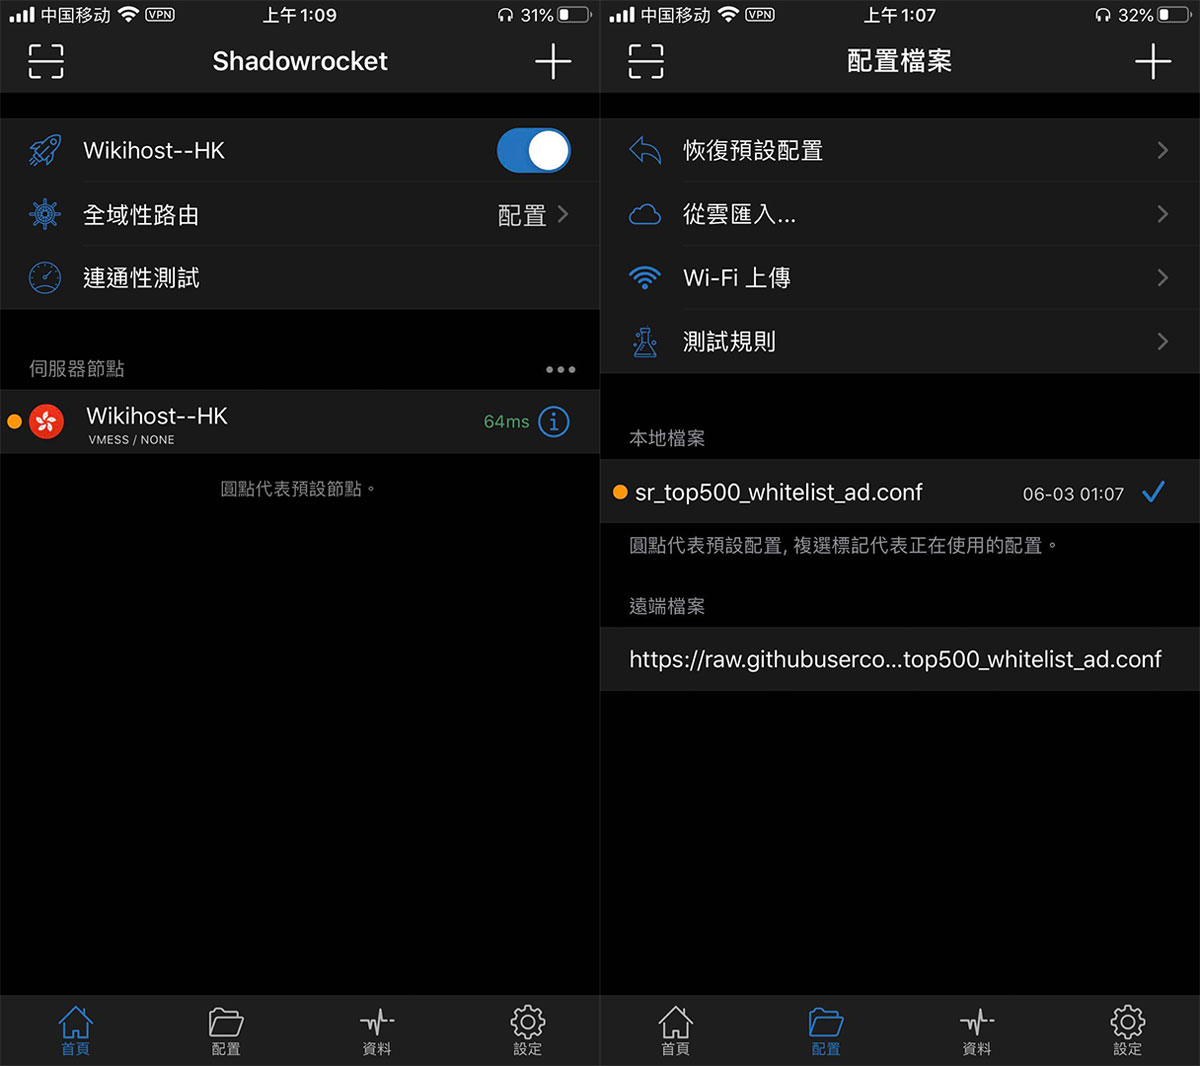 中国移动 VPN 上午1:09 31%
Shadowrocket
Wikihost--HK
全域性路由 配置
連通性測試
伺服器節點
Wikihost--HK 64ms
VMESS / NONE
圓點代表預設節點。
首頁 配置 資料 設定
中国移动 VPN 上午1:07 32%
配置檔案
恢復預設配置
從雲匯入...
Wi-Fi 上傳
測試規則
本地檔案
sr_top500_whitelist_ad.conf 06-03 01:07
圓點代表預設配置, 複選標記代表正在使用的配置。
遠端檔案
https://raw.githubuserco...top500_whitelist_ad.conf
首頁 配置 資料 設定